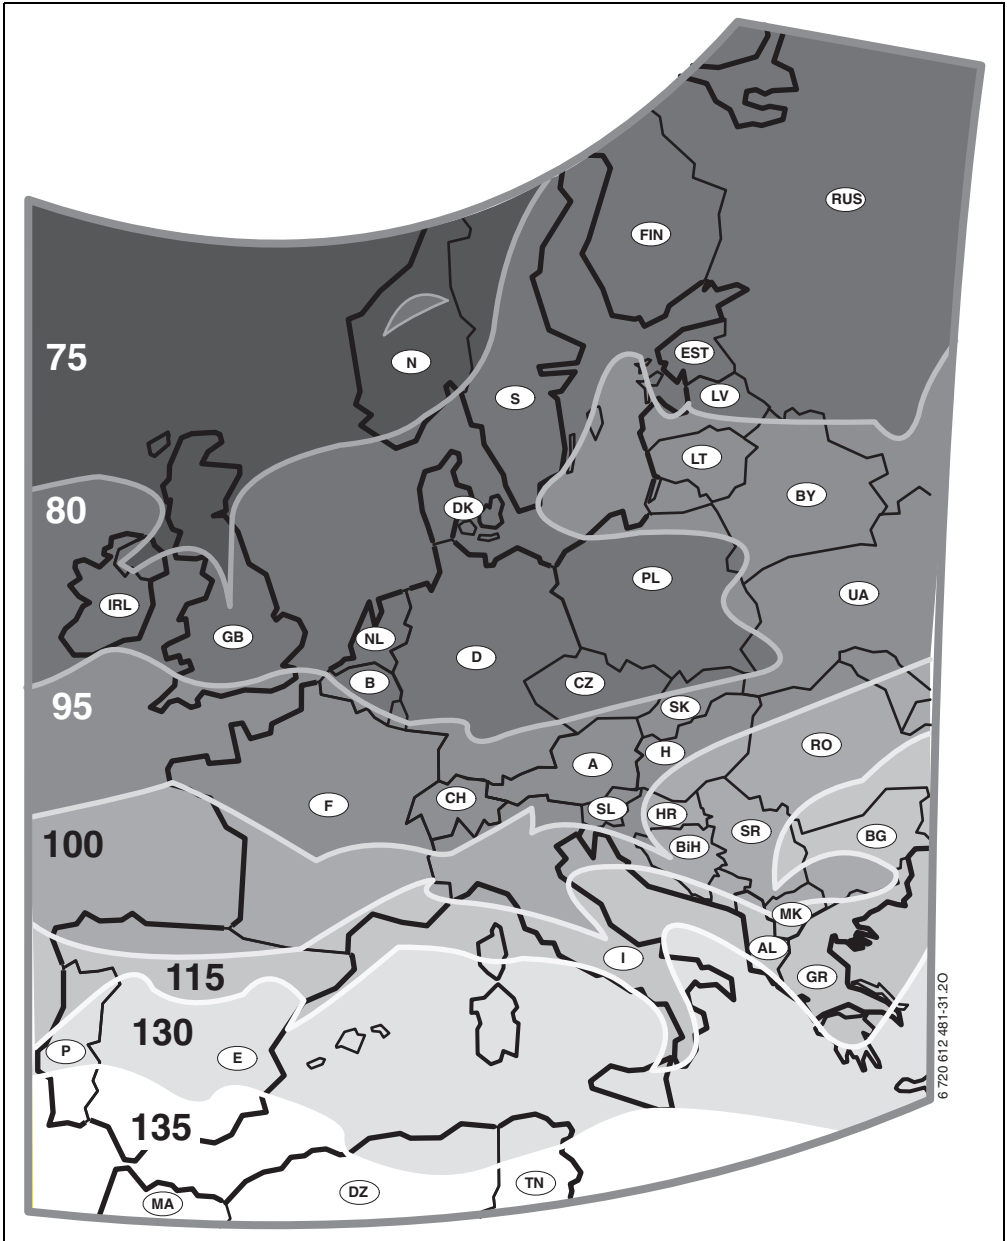 RUS
FIN
75
EST
N
LV
S
LT
80
BY
DK
PL
UA
IRL
GB
NL
D
B
CZ
95
SK
RO
H
A
CH
F
SL
HR
SR
BG
100
BiH
MK
AL
I
115
GR
130
P
E
135
TN
DZ
MA
6 720 612 481-31.2O